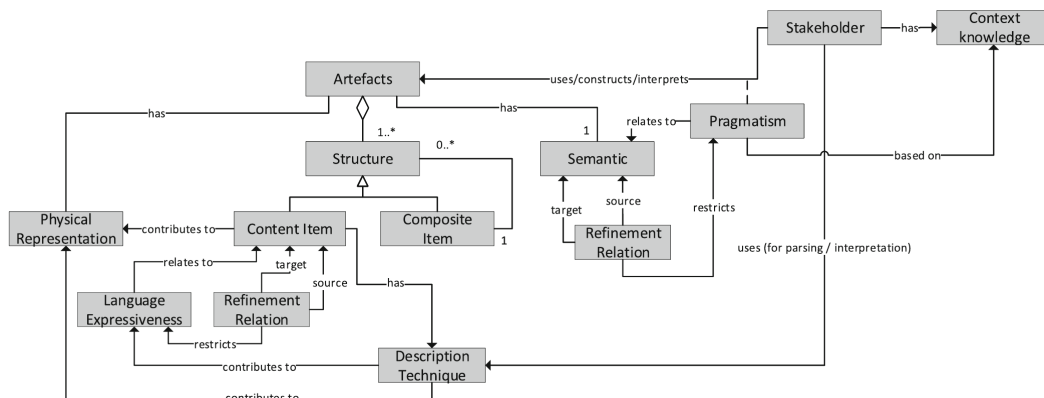 Stakeholder
has
Context
knowledge
Artefacts
uses/constructs/interprets
has
has
relates to
Pragmatism
1..*
0..*
1
Structure
Semantic
based on
target
source
restricts
Physical
Representation
contributes to
Content Item
Composite
Item
1
Refinement
Relation
uses (for parsing / interpretation)
relates to
target
source
has
Language
Expressiveness
Refinement
Relation
restricts
contributes to
Description
Technique
contributes to